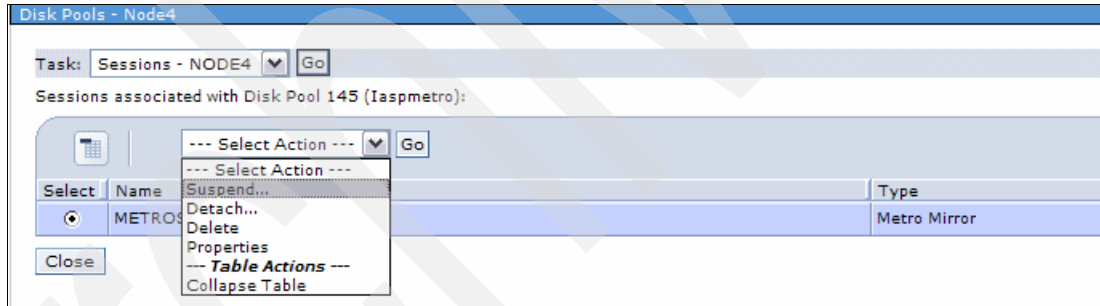 Disk Pools - Node4
Task: Sessions - NODE4 Go
Sessions associated with Disk Pool 145 (Iaspmetro):
--- Select Action --- Go
--- Select Action ---
Suspend...
Select Name Type
Detach...
METROS Metro Mirror
Delete
Properties
Close
--- Table Actions ---
Collapse Table